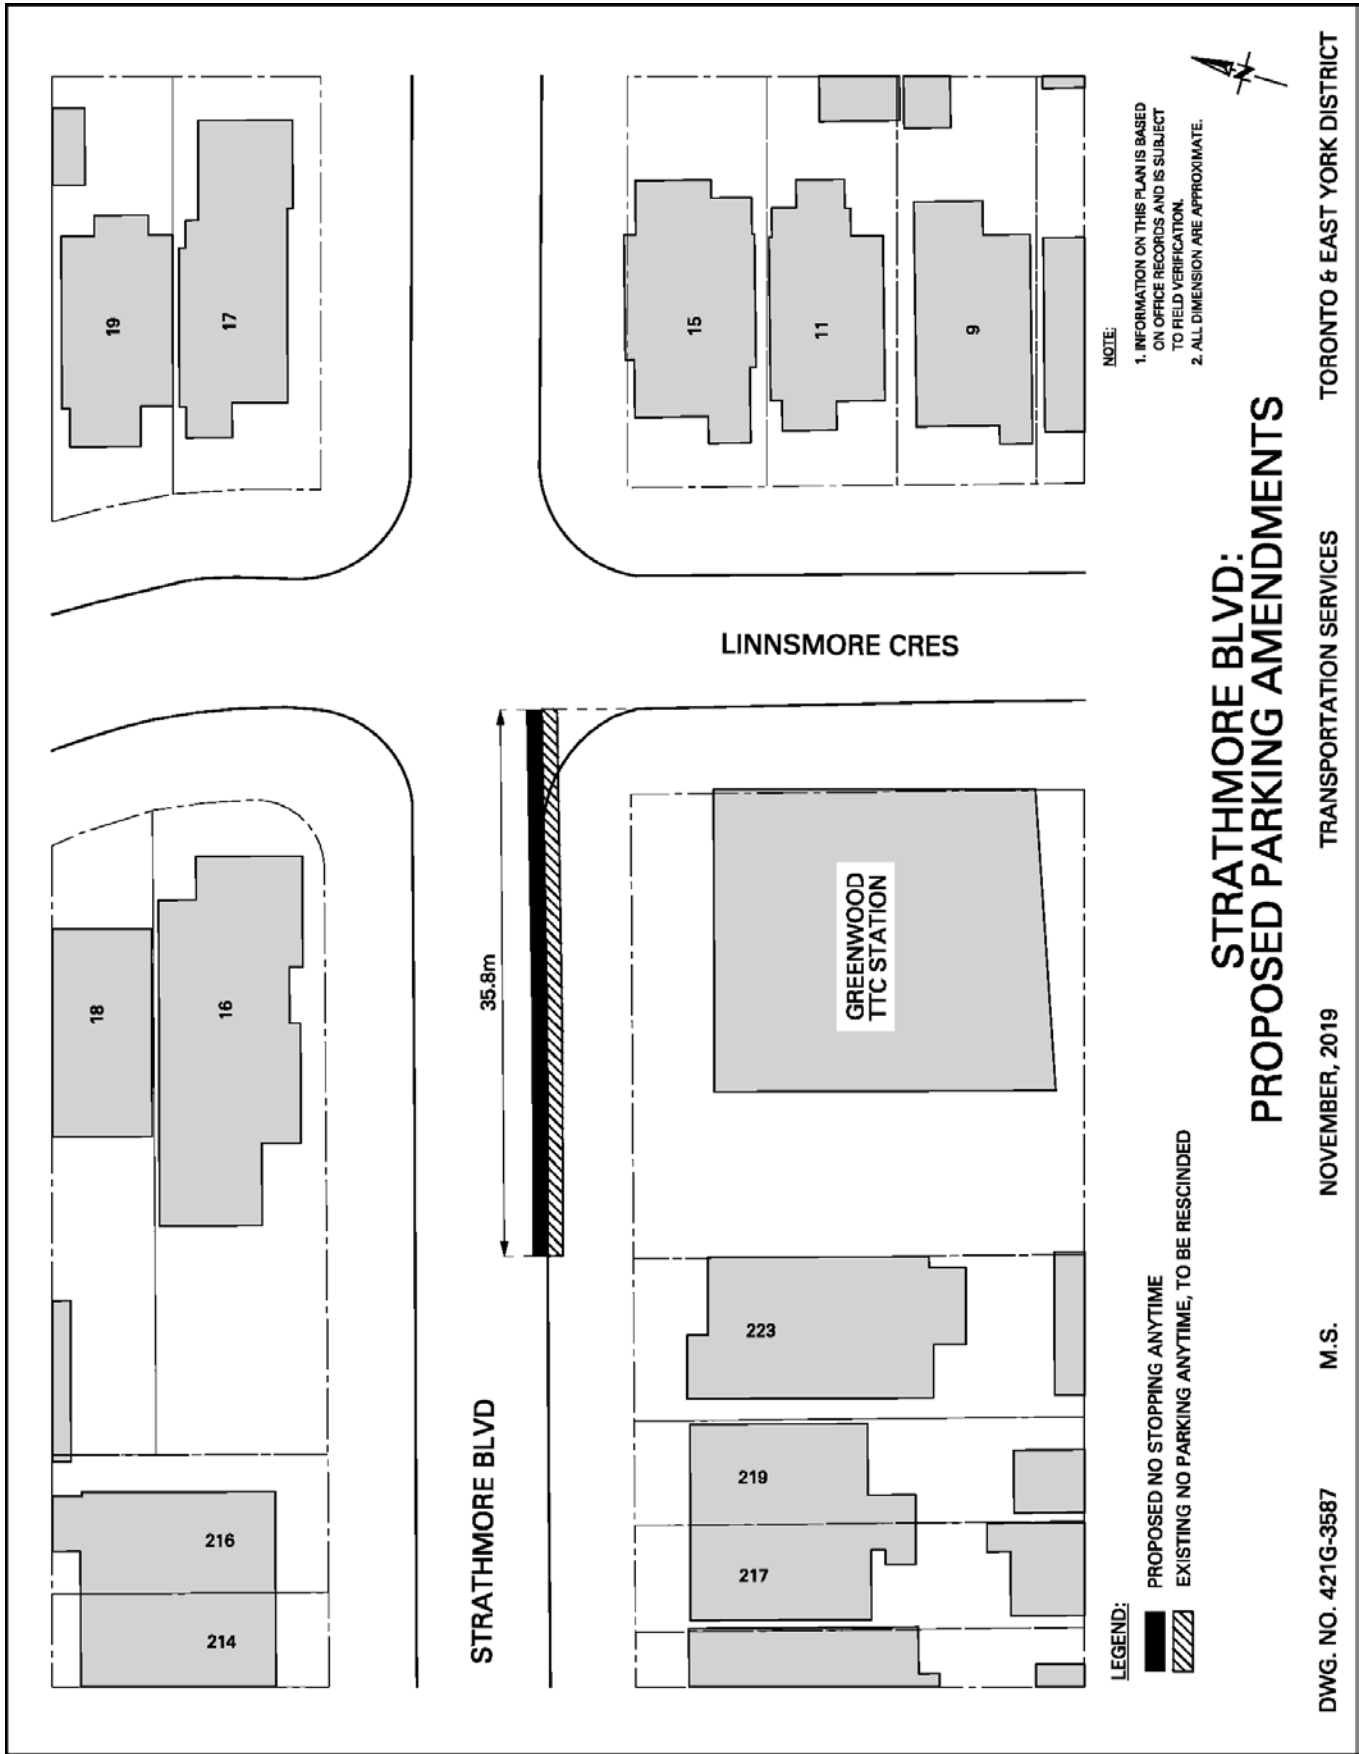 19
17
15
11
9
LINNSMORE CRES
35.8m
18
16
GREENWOOD
TTC STATION
223
219
217
216
214
STRATHMORE BLVD
N
NOTE:
1. INFORMATION ON THIS PLAN IS BASED
ON OFFICE RECORDS AND IS SUBJECT
TO FIELD VERIFICATION.
2. ALL DIMENSION ARE APPROXIMATE.
LEGEND:
PROPOSED NO STOPPING ANYTIME
EXISTING NO PARKING ANYTIME, TO BE RESCINDED
STRATHMORE BLVD:
PROPOSED PARKING AMENDMENTS
DWG. NO. 421G-3587 M.S. NOVEMBER, 2019 TRANSPORTATION SERVICES TORONTO & EAST YORK DISTRICT